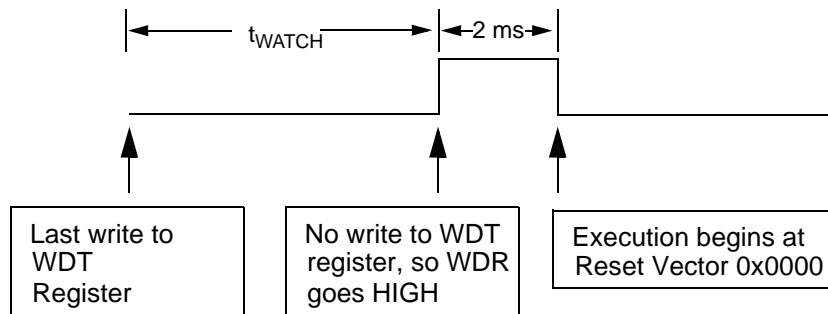 tWATCH
2 ms
Last write to
WDT
Register
No write to WDT
register, so WDR
goes HIGH
Execution begins at
Reset Vector 0x0000